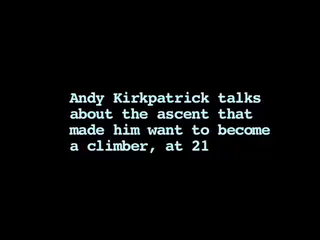 Andy Kirkpatrick talks
about the ascent that
made him want to become
a climber, at 21